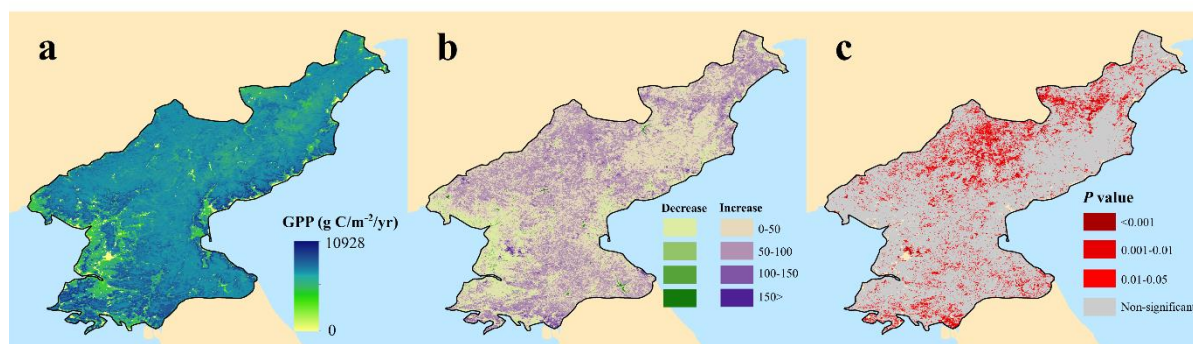 a
b
c
GPP (g C/m⁻²/yr)
10928
0
Decrease Increase
0-50
50-100
100-150
150>
P value
<0.001
0.001-0.01
0.01-0.05
Non-significant